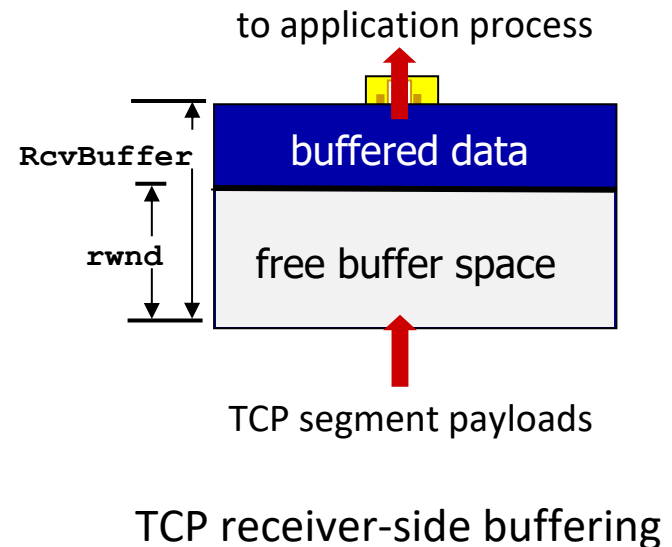 to application process
RcvBuffer
buffered data
rwnd
free buffer space
TCP segment payloads
TCP receiver-side buffering